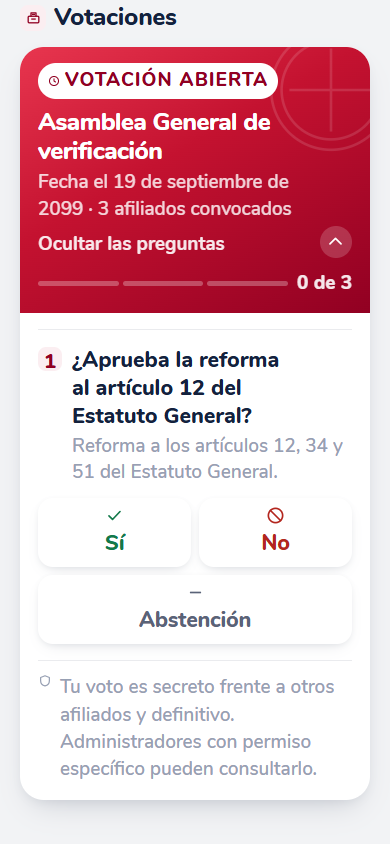 Votaciones
VOTACIÓN ABIERTA
Asamblea General de
verificación
Fecha el 19 de septiembre de
2099 · 3 afiliados convocados
Ocultar las preguntas
0 de 3
1 ¿Aprueba la reforma
al artículo 12 del
Estatuto General?
Reforma a los artículos 12, 34 y
51 del Estatuto General.
Sí
No
Abstención
Tu voto es secreto frente a otros
afiliados y definitivo.
Administradores con permiso
específico pueden consultarlo.